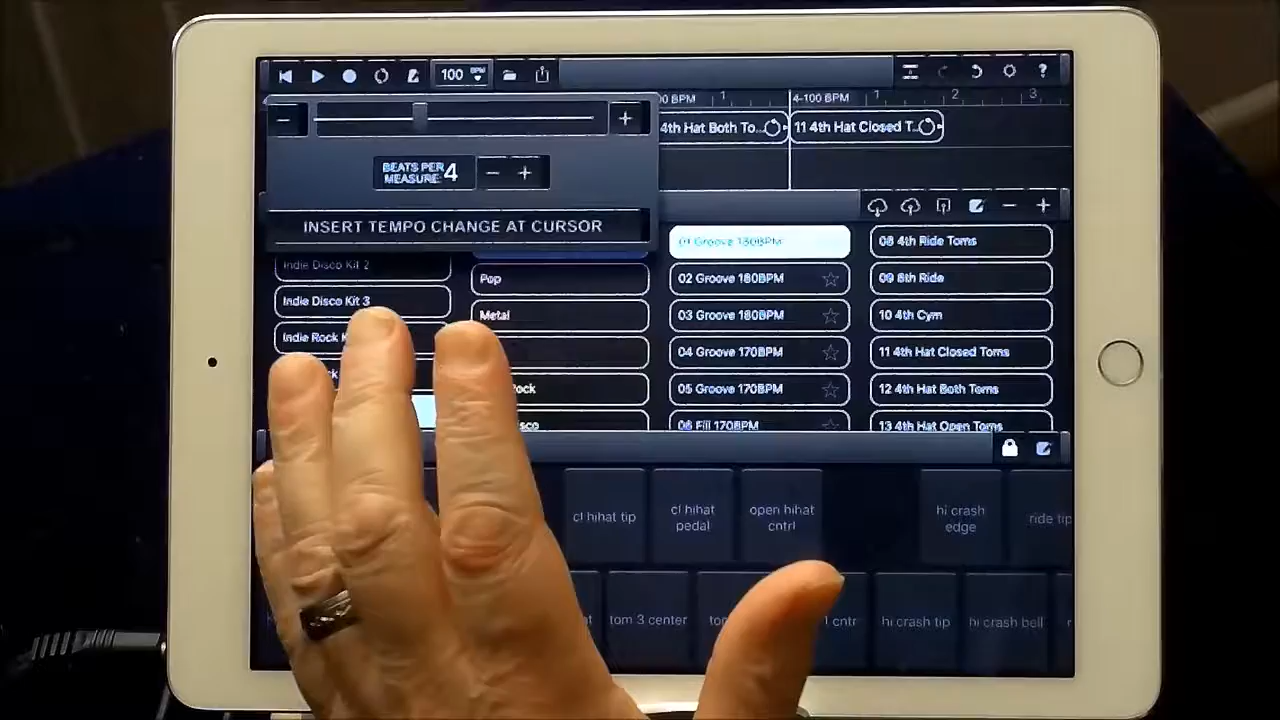 100 BPM
?
00 BPM 1 4-100 BPM 1 2 3
4th Hat Both To... 11 4th Hat Closed T...
BEATS PER
MEASURE: 4
INSERT TEMPO CHANGE AT CURSOR
Indie Disco Kit 2
Indie Disco Kit 3
Indie Rock
Pop
Metal
01 Groove 180BPM
02 Groove 180BPM
03 Groove 180BPM
04 Groove 170BPM
05 Groove 170BPM
06 Fill 170BPM
08 4th Ride Toms
09 8th Ride
10 4th Cym
11 4th Hat Closed Toms
12 4th Hat Both Toms
13 4th Hat Open Toms
cl hihat tip
cl hihat
pedal
open hihat
cntrl
hi crash
edge
ride tip
tom 3 center
cntr
hi crash tip
hi crash bell